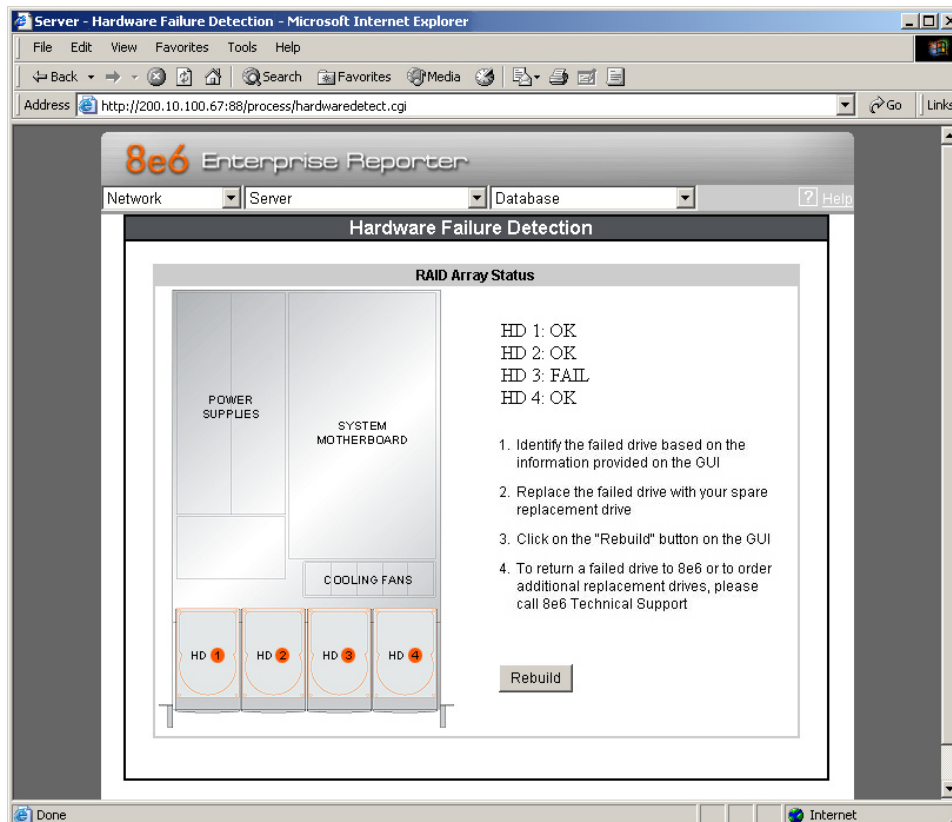 Server - Hardware Failure Detection - Microsoft Internet Explorer
File Edit View Favorites Tools Help
Back Search Favorites Media
Address http://200.10.100.67:88/process/hardwaredetect.cgi Go Links
8e6 Enterprise Reporter
Network Server Database ? Help
Hardware Failure Detection
RAID Array Status
HD 1: OK
HD 2: OK
HD 3: FAIL
HD 4: OK
POWER
SUPPLIES
SYSTEM
MOTHERBOARD
1. Identify the failed drive based on the
information provided on the GUI
2. Replace the failed drive with your spare
replacement drive
3. Click on the "Rebuild" button on the GUI
4. To return a failed drive to 8e6 or to order
additional replacement drives, please
call 8e6 Technical Support
COOLING FANS
HD 1 HD 2 HD 3 HD 4
Rebuild
Done Internet